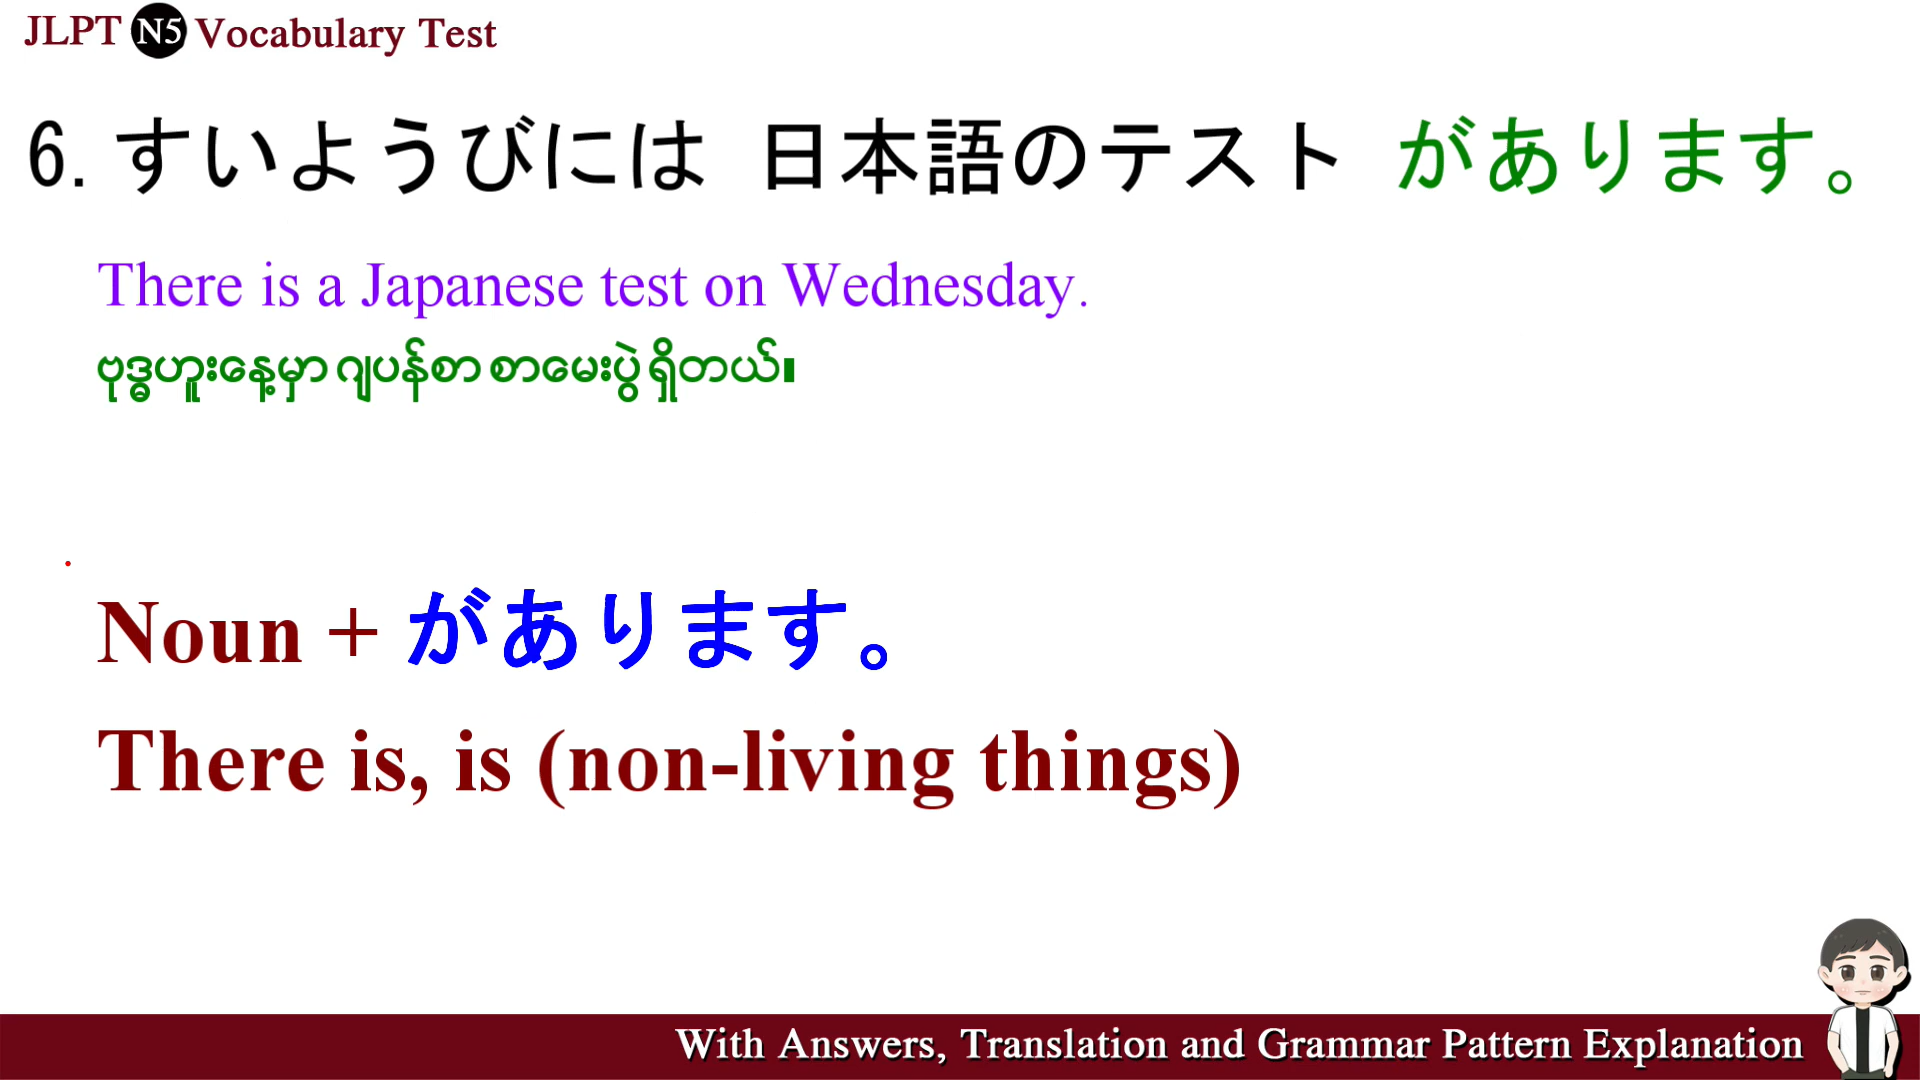 JLPT N5 Vocabulary Test
6. すいようびには 日本語のテスト があります。
There is a Japanese test on Wednesday.
ဗုဒ္ဓဟူးနေ့မှာ ဂျပန်စာ စာမေးပွဲ ရှိတယ်။
Noun + があります。
There is, is (non-living things)
With Answers, Translation and Grammar Pattern Explanation